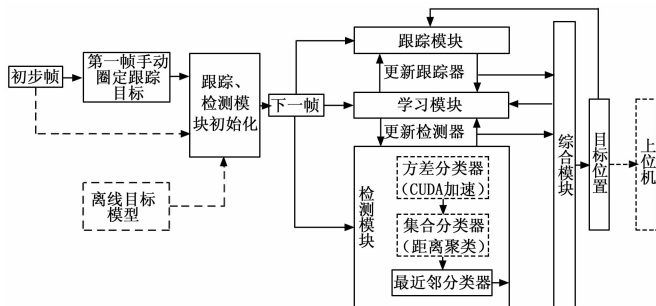 初步帧
第一帧手动
圈定跟踪
目标
离线目标
模型
跟踪、
检测模
块初始化
下一帧
跟踪模块
更新跟踪器
学习模块
更新检测器
检测模块
方差分类器
(CUDA加速)
集合分类器
(距离聚类)
最近邻分类器
综合模块
目标位置
上位机